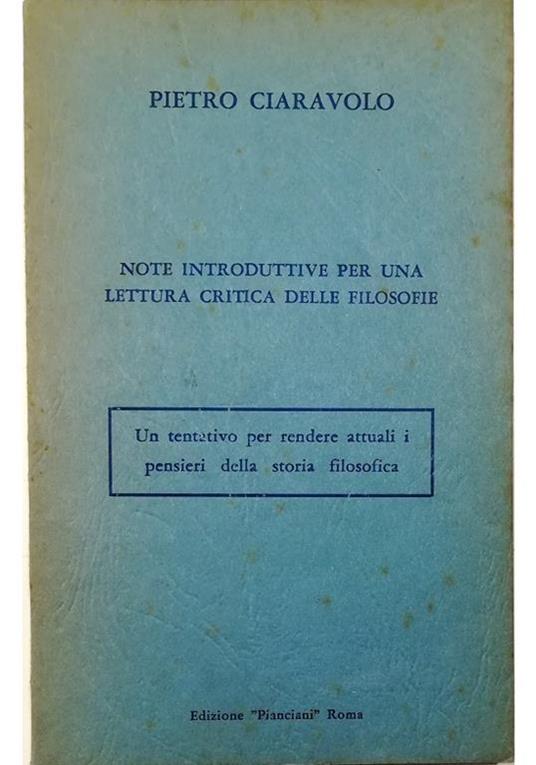 PIETRO CIARAVOLO
NOTE INTRODUTTIVE PER UNA
LETTURA CRITICA DELLE FILOSOFIE
Un tentativo per rendere attuali i
pensieri della storia filosofica
Edizione "Pianciani" Roma